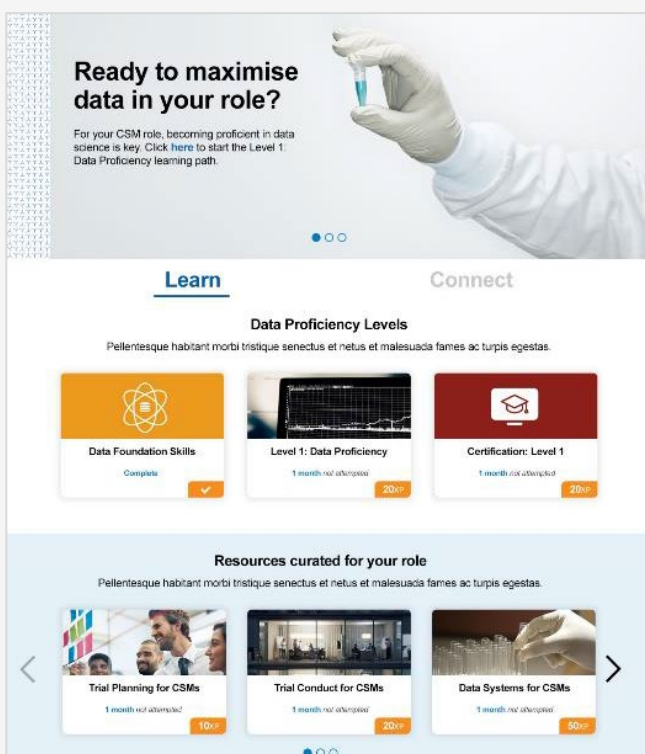 Ready to maximise
data in your role?
For your CSM role, becoming proficient in data
science is key. Click here to start the Level 1:
Data Proficiency learning path.
Learn
Connect
Data Proficiency Levels
Pellentesque habitant morbi tristique senectus et netus et malesuada fames ac turpis egestas.
Data Foundation Skills
Complete
Level 1: Data Proficiency
1 month not attempted
20XP
Certification: Level 1
1 month not attempted
20XP
Resources curated for your role
Pellentesque habitant morbi tristique senectus et netus et malesuada fames ac turpis egestas.
Trial Planning for CSMs
1 month not attempted
10XP
Trial Conduct for CSMs
1 month not attempted
20XP
Data Systems for CSMs
1 month not attempted
50XP